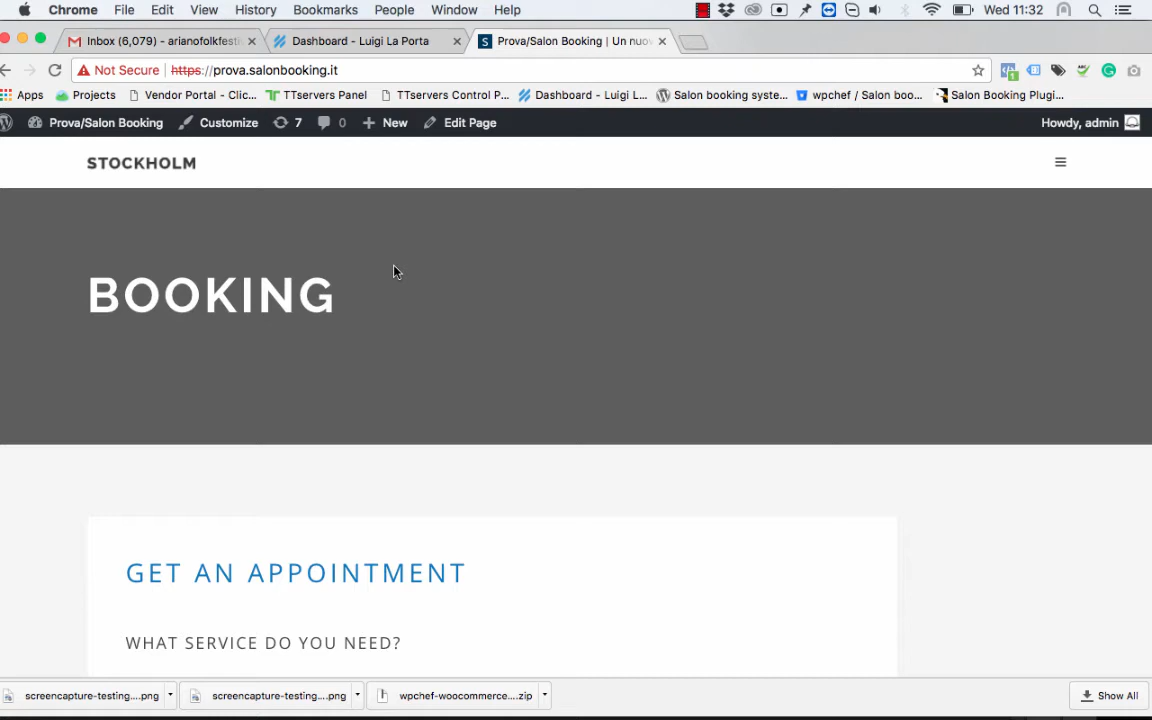 Chrome File Edit View History Bookmarks People Window Help Wed 11:32
Inbox (6,079) - arianofolkfesti Dashboard - Luigi La Porta Prova/Salon Booking | Un nuov
Not Secure https://prova.salonbooking.it
Apps Projects Vendor Portal - Clic... TTservers Panel TTservers Control P... Dashboard - Luigi L... Salon booking syste... wpchef / Salon boo... Salon Booking Plugi...
Prova/Salon Booking Customize 7 0 New Edit Page Howdy, admin
STOCKHOLM
BOOKING
GET AN APPOINTMENT
WHAT SERVICE DO YOU NEED?
screencapture-testing....png screencapture-testing....png wpchef-woocommerce....zip Show All